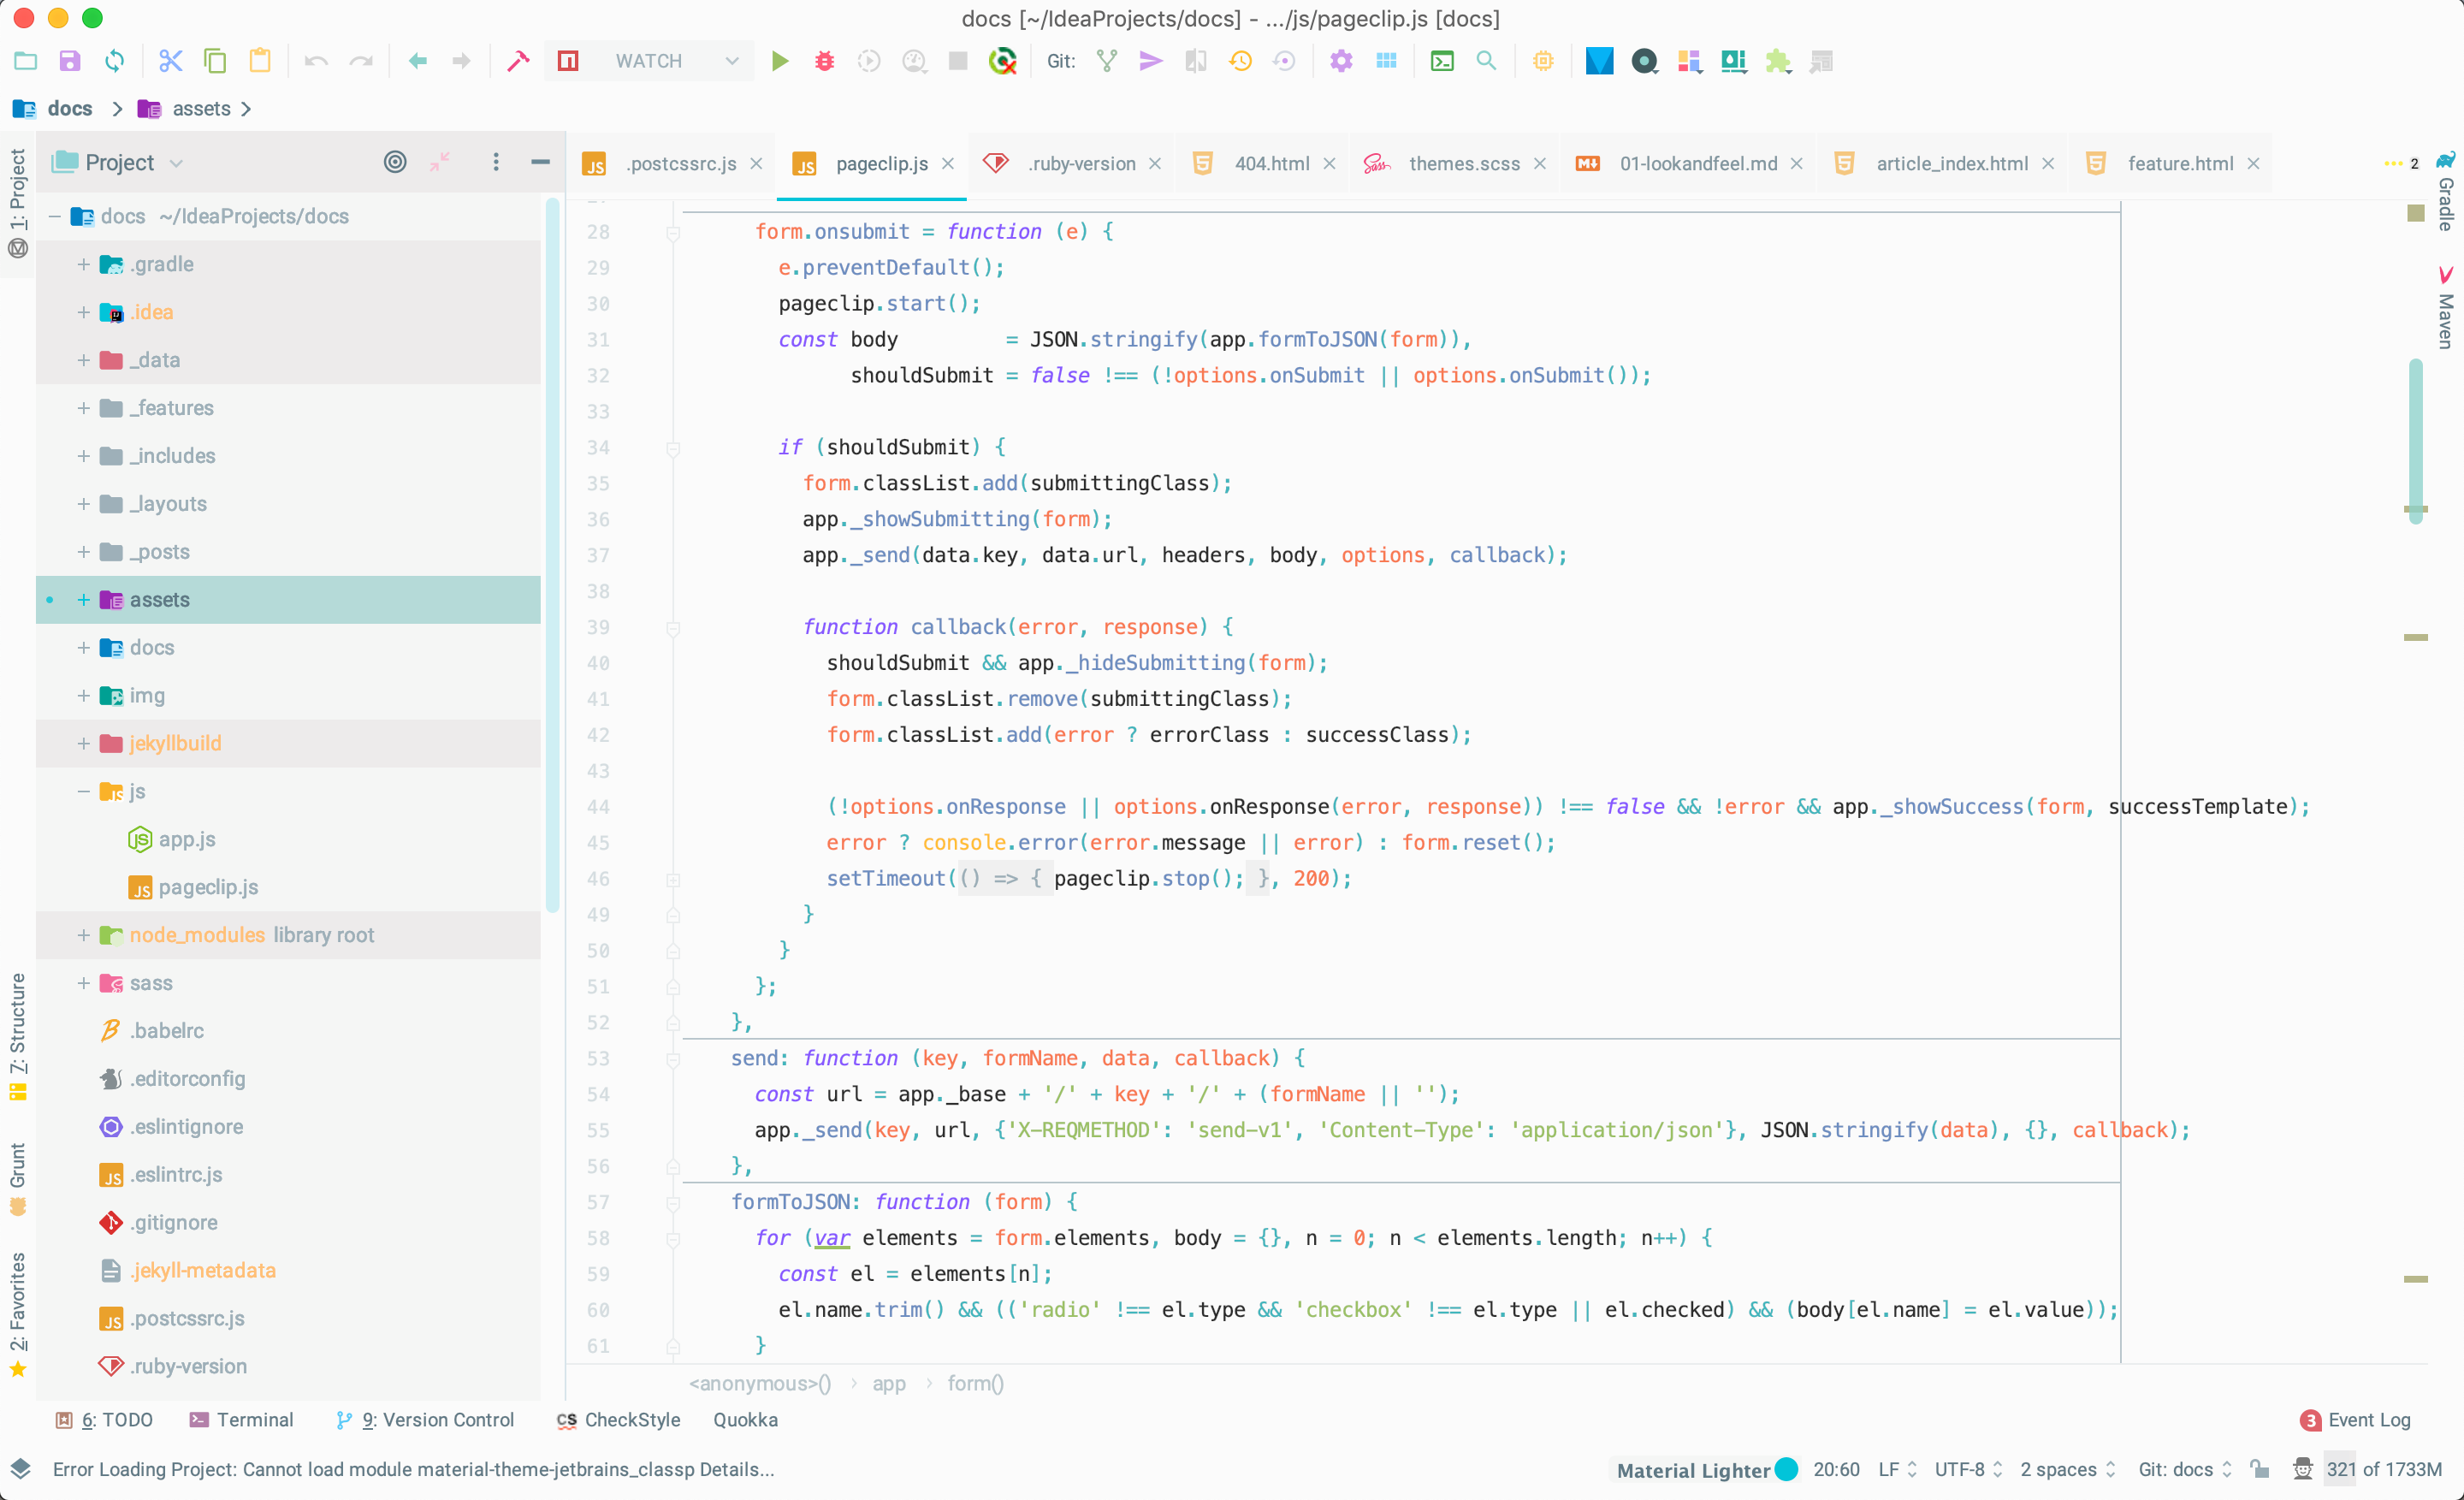 docs [~/IdeaProjects/docs] - .../js/pageclip.js [docs]
WATCH
Git:
docs
assets
1: Project
Project
.postcssrc.js
pageclip.js
.ruby-version
404.html
themes.scss
01-lookandfeel.md
article_index.html
feature.html
2
Gradle
Maven
docs ~/IdeaProjects/docs
.gradle
.idea
_data
_features
_includes
_layouts
_posts
assets
docs
img
jekyllbuild
js
app.js
pageclip.js
node_modules library root
sass
.babelrc
.editorconfig
.eslintignore
.eslintrc.js
.gitignore
.jekyll-metadata
.postcssrc.js
.ruby-version
7: Structure
Grunt
2: Favorites
28 form.onsubmit = function (e) {
29 e.preventDefault();
30 pageclip.start();
31 const body         = JSON.stringify(app.formToJSON(form)),
32 shouldSubmit = false !== (!options.onSubmit || options.onSubmit());
33
34 if (shouldSubmit) {
35 form.classList.add(submittingClass);
36 app._showSubmitting(form);
37 app._send(data.key, data.url, headers, body, options, callback);
38
39 function callback(error, response) {
40 shouldSubmit && app._hideSubmitting(form);
41 form.classList.remove(submittingClass);
42 form.classList.add(error ? errorClass : successClass);
43
44 (!options.onResponse || options.onResponse(error, response)) !== false && !error && app._showSuccess(form, successTemplate);
45 error ? console.error(error.message || error) : form.reset();
46 setTimeout(() => { pageclip.stop(); }, 200);
49 }
50 }
51 };
52 },
53 send: function (key, formName, data, callback) {
54 const url = app._base + '/' + key + '/' + (formName || '');
55 app._send(key, url, {'X-REQMETHOD': 'send-v1', 'Content-Type': 'application/json'}, JSON.stringify(data), {}, callback);
56 },
57 formToJSON: function (form) {
58 for (var elements = form.elements, body = {}, n = 0; n < elements.length; n++) {
59 const el = elements[n];
60 el.name.trim() && (('radio' !== el.type && 'checkbox' !== el.type || el.checked) && (body[el.name] = el.value));
61 }
<anonymous>() › app › form()
6: TODO
Terminal
9: Version Control
CheckStyle
Quokka
3 Event Log
Error Loading Project: Cannot load module material-theme-jetbrains_classp Details...
Material Lighter
20:60
LF
UTF-8
2 spaces
Git: docs
321 of 1733M